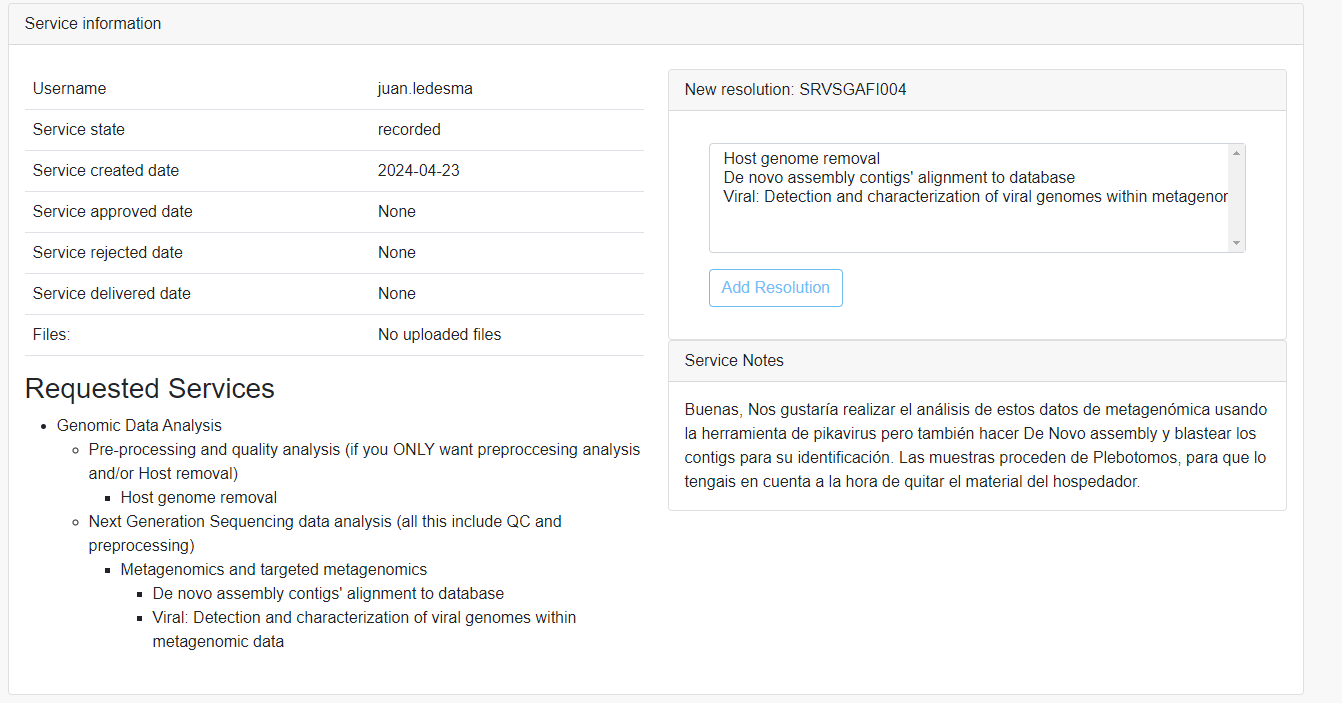 Service information
Username juan.ledesma
Service state recorded
Service created date 2024-04-23
Service approved date None
Service rejected date None
Service delivered date None
Files: No uploaded files
Requested Services
Genomic Data Analysis
Pre-processing and quality analysis (if you ONLY want preproccesing analysis
and/or Host removal)
Host genome removal
Next Generation Sequencing data analysis (all this include QC and
preprocessing)
Metagenomics and targeted metagenomics
De novo assembly contigs' alignment to database
Viral: Detection and characterization of viral genomes within
metagenomic data
New resolution: SRVSGAFI004
Host genome removal
De novo assembly contigs' alignment to database
Viral: Detection and characterization of viral genomes within metagenor
Add Resolution
Service Notes
Buenas, Nos gustaría realizar el análisis de estos datos de metagenómica usando
la herramienta de pikavirus pero también hacer De Novo assembly y blastear los
contigs para su identificación. Las muestras proceden de Plebotomos, para que lo
tengais en cuenta a la hora de quitar el material del hospedador.